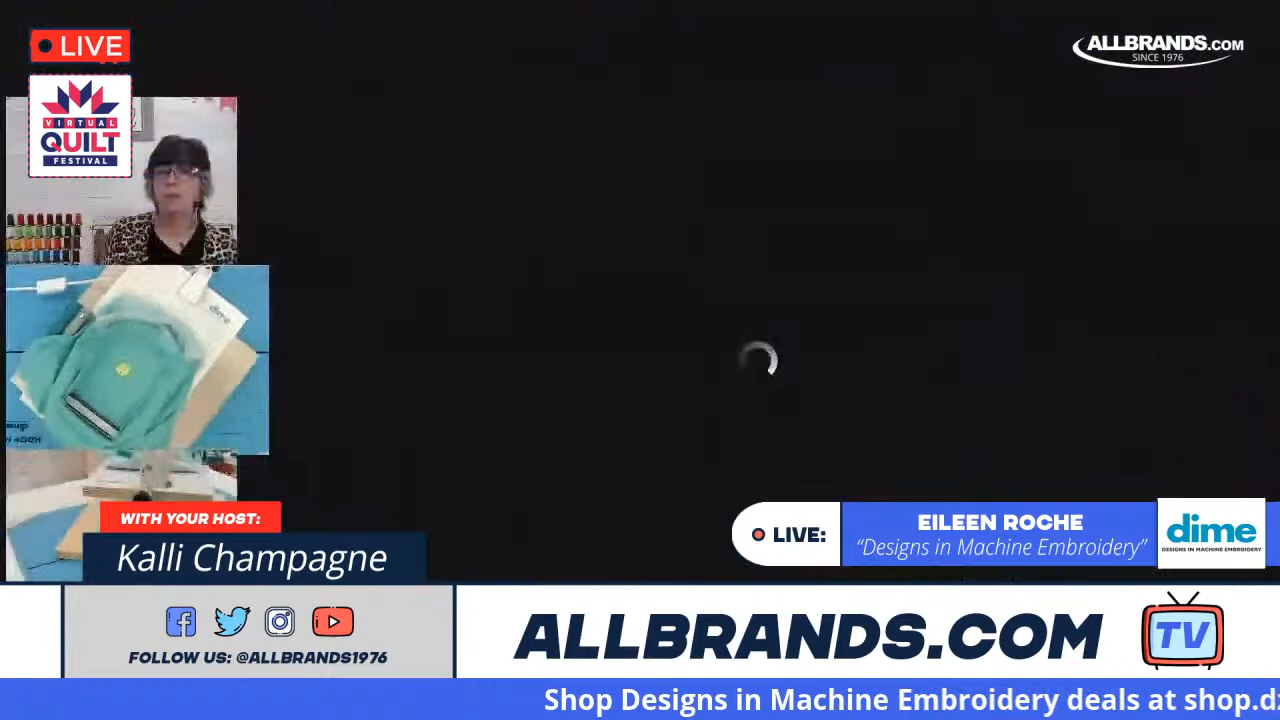 LIVE
ALLBRANDS.COM
SINCE 1976
VIRTUAL
QUILT
FESTIVAL
dime
WITH YOUR HOST:
Kalli Champagne
LIVE:
EILEEN ROCHE
“Designs in Machine Embroidery”
dime
DESIGNS IN MACHINE EMBROIDERY
FOLLOW US: @ALLBRANDS1976
ALLBRANDS.COM
TV
Shop Designs in Machine Embroidery deals at shop.dz